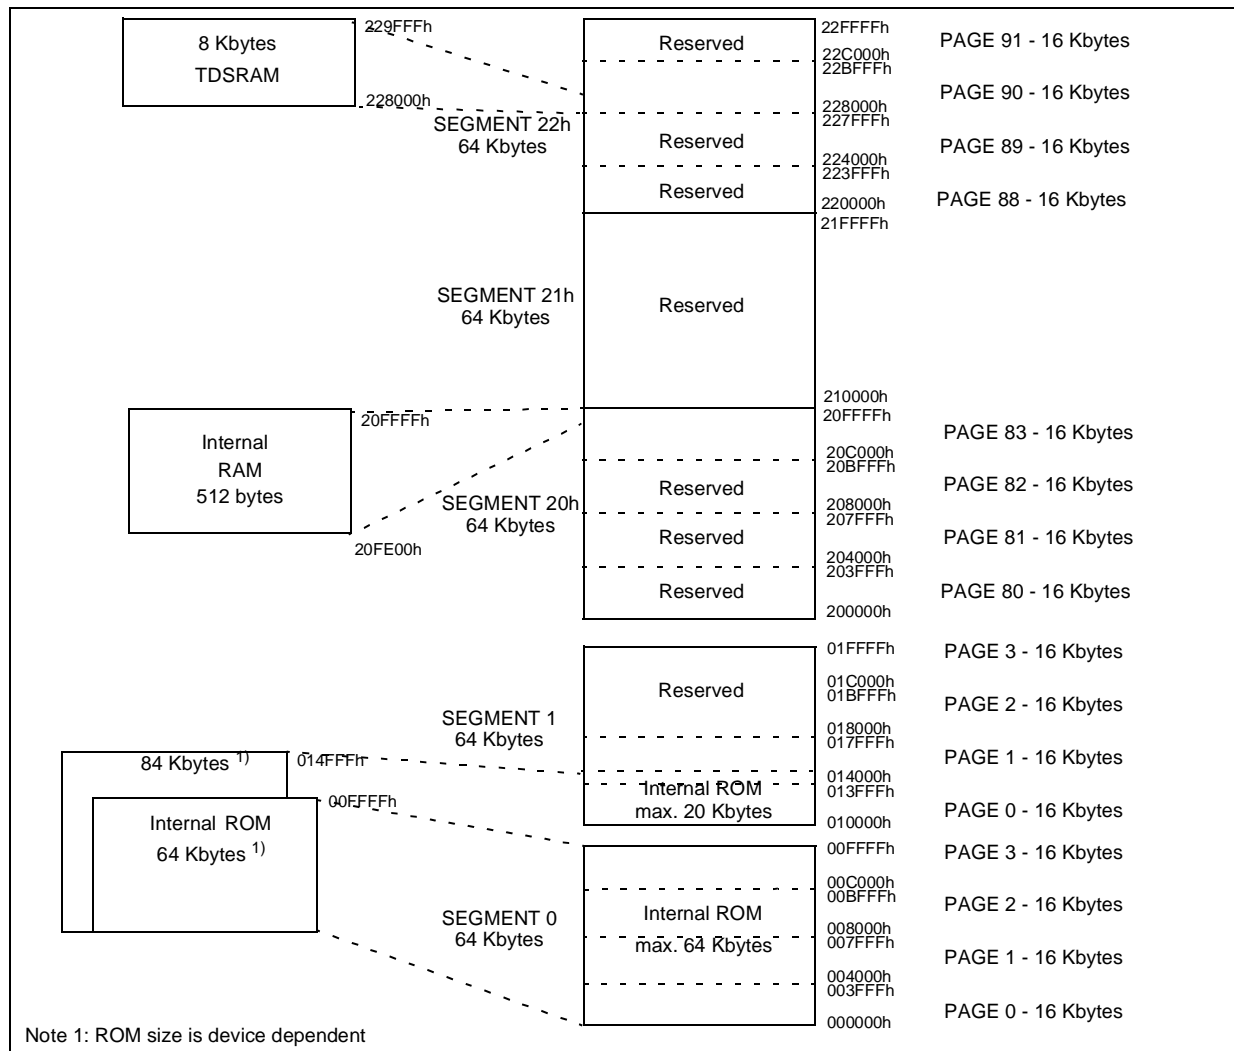 8 Kbytes
TDSRAM
229FFFh
228000h
SEGMENT 22h
64 Kbytes
Reserved
Reserved
Reserved
22FFFFh
22C000h
22BFFFh
228000h
227FFFh
224000h
223FFFh
220000h
21FFFFh
PAGE 91 - 16 Kbytes
PAGE 90 - 16 Kbytes
PAGE 89 - 16 Kbytes
PAGE 88 - 16 Kbytes
SEGMENT 21h
64 Kbytes
Reserved
210000h
20FFFFh
Internal
RAM
512 bytes
20FFFFh
20FE00h
SEGMENT 20h
64 Kbytes
Reserved
Reserved
Reserved
20C000h
20BFFFh
208000h
207FFFh
204000h
203FFFh
200000h
PAGE 83 - 16 Kbytes
PAGE 82 - 16 Kbytes
PAGE 81 - 16 Kbytes
PAGE 80 - 16 Kbytes
SEGMENT 1
64 Kbytes
Reserved
Internal ROM
max. 20 Kbytes
01FFFFh
01C000h
01BFFFh
018000h
017FFFh
014000h
013FFFh
010000h
PAGE 3 - 16 Kbytes
PAGE 2 - 16 Kbytes
PAGE 1 - 16 Kbytes
PAGE 0 - 16 Kbytes
84 Kbytes 1)
014FFFh
00FFFFh
Internal ROM
64 Kbytes 1)
SEGMENT 0
64 Kbytes
Internal ROM
max. 64 Kbytes
00FFFFh
00C000h
00BFFFh
008000h
007FFFh
004000h
003FFFh
000000h
PAGE 3 - 16 Kbytes
PAGE 2 - 16 Kbytes
PAGE 1 - 16 Kbytes
PAGE 0 - 16 Kbytes
Note 1: ROM size is device dependent